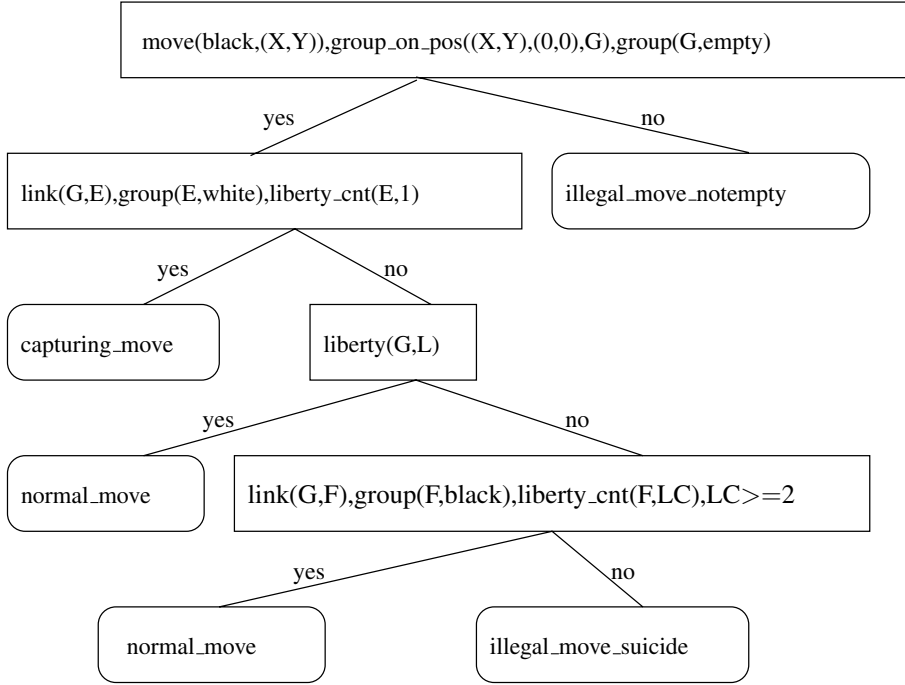 move(black,(X,Y)),group_on_pos((X,Y),(0,0),G),group(G,empty)
yes
no
link(G,E),group(E,white),liberty_cnt(E,1)
illegal_move_notempty
yes
no
capturing_move
liberty(G,L)
yes
no
normal_move
link(G,F),group(F,black),liberty_cnt(F,LC),LC>=2
yes
no
normal_move
illegal_move_suicide